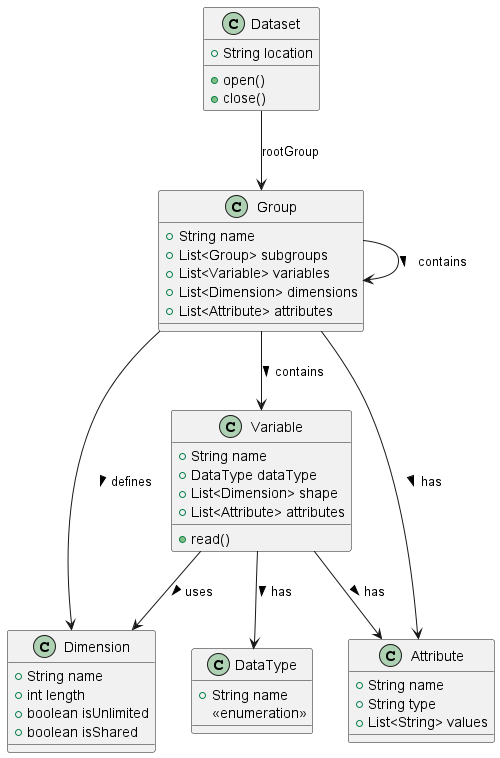 C Dataset
String location
open()
close()
rootGroup
C Group
String name
List<Group> subgroups
List<Variable> variables
List<Dimension> dimensions
List<Attribute> attributes
contains
contains
C Variable
String name
DataType dataType
List<Dimension> shape
List<Attribute> attributes
read()
defines
has
uses
has
has
C Dimension
String name
int length
boolean isUnlimited
boolean isShared
C DataType
String name
«enumeration»
C Attribute
String name
String type
List<String> values